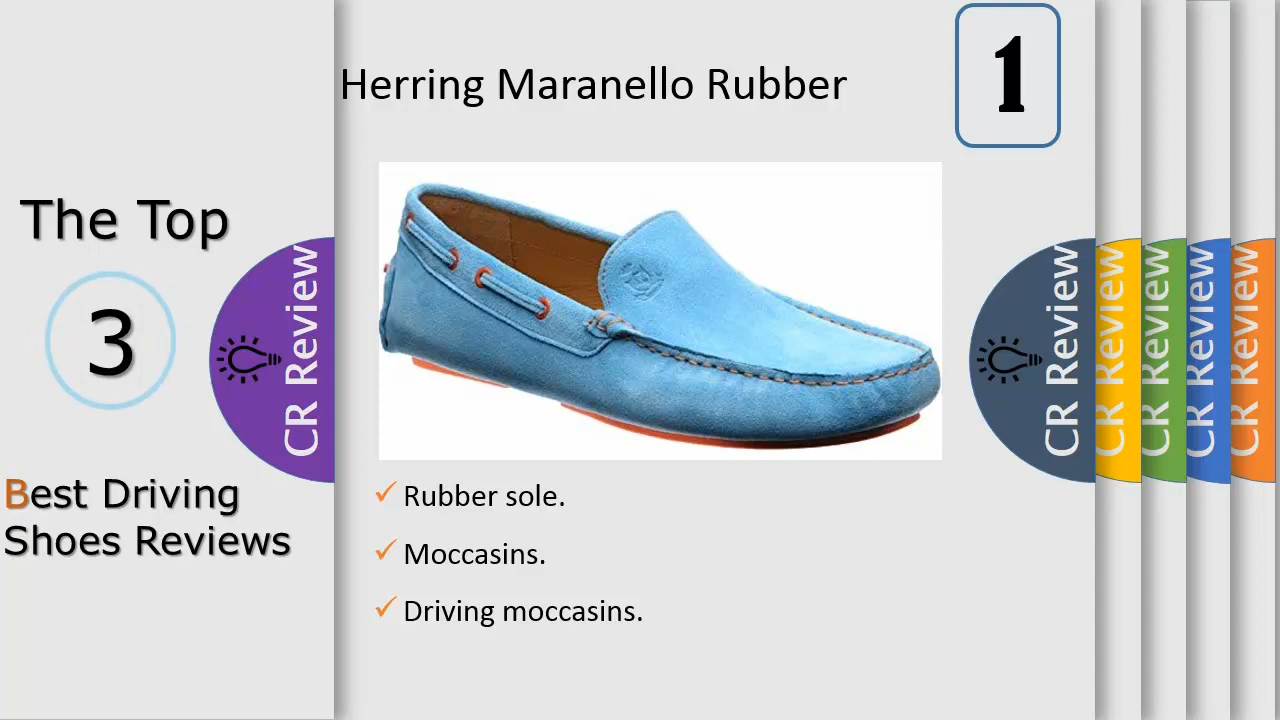 The Top
3
Best Driving
Shoes Reviews
CR Review
Herring Maranello Rubber
1
Rubber sole.
Moccasins.
Driving moccasins.
CR Review
CR Review
CR Review
CR Review
CR Review